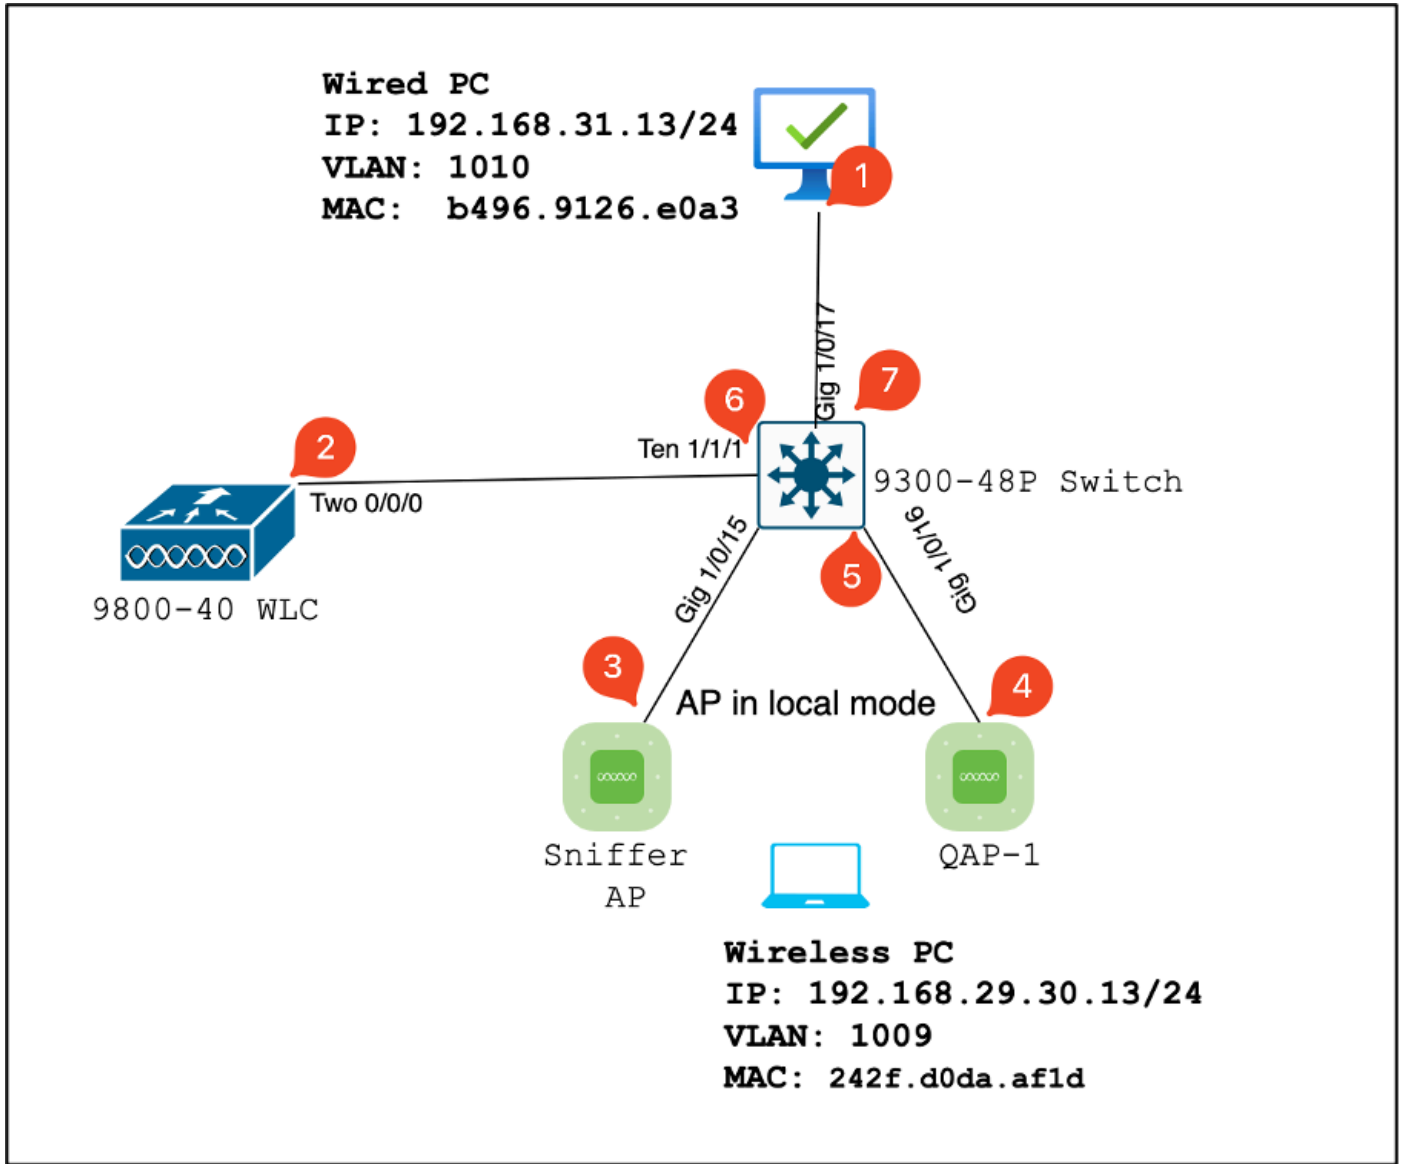 Wired PC
IP: 192.168.31.13/24
VLAN: 1010
MAC: b496.9126.e0a3
1
Gig 1/0/17
7
6
Ten 1/1/1
2
Two 0/0/0
9300-48P Switch
9800-40 WLC
Gig 1/0/15
Gig 1/0/16
5
3
4
AP in local mode
Sniffer
AP
QAP-1
Wireless PC
IP: 192.168.29.30.13/24
VLAN: 1009
MAC: 242f.d0da.af1d